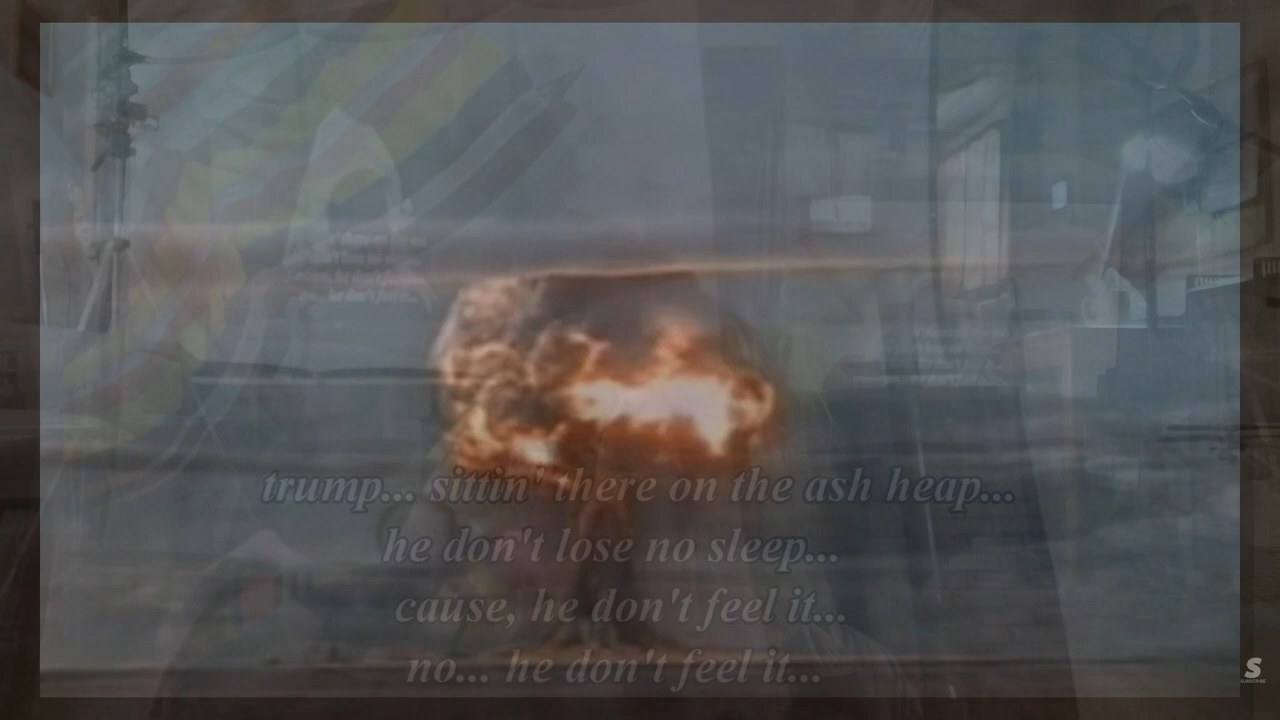 trump... sittin' there on the ash heap...
he don't lose no sleep...
cause, he don't feel it...
no... he don't feel it...
S
SUBSCRIBE